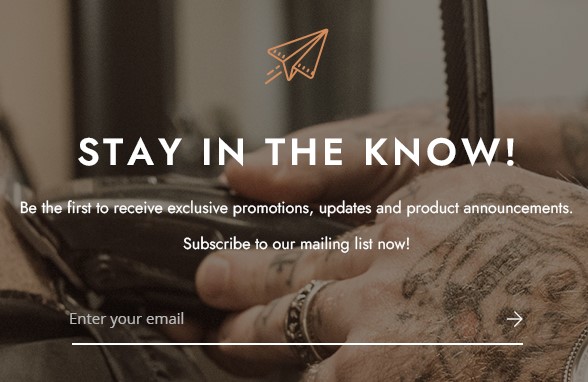 STAY IN THE KNOW!
Be the first to receive exclusive promotions, updates and product announcements.
Subscribe to our mailing list now!
Enter your email